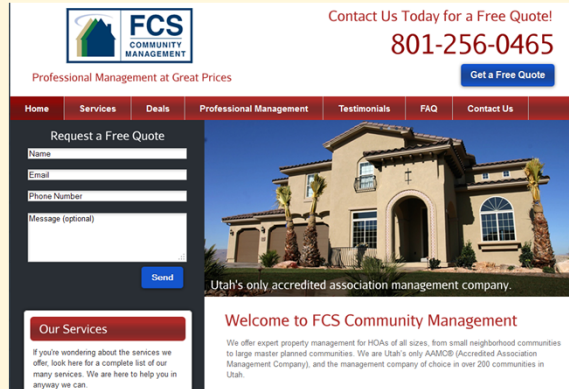 FCS
COMMUNITY
MANAGEMENT
Professional Management at Great Prices
Contact Us Today for a Free Quote!
801-256-0465
Get a Free Quote
Home Services Deals Professional Management Testimonials FAQ Contact Us
Request a Free Quote
Name
Email
Phone Number
Message (optional)
Send
Utah's only accredited association management company.
Our Services
If you're wondering about the services we
offer, look here for a complete list of our
many services. We are here to help you in
anyway we can.
Welcome to FCS Community Management
We offer expert property management for HOAs of all sizes, from small neighborhood communities
to large master planned communities. We are Utah's only AAMC® (Accredited Association
Management Company), and the management company of choice in over 200 communities in
Utah.